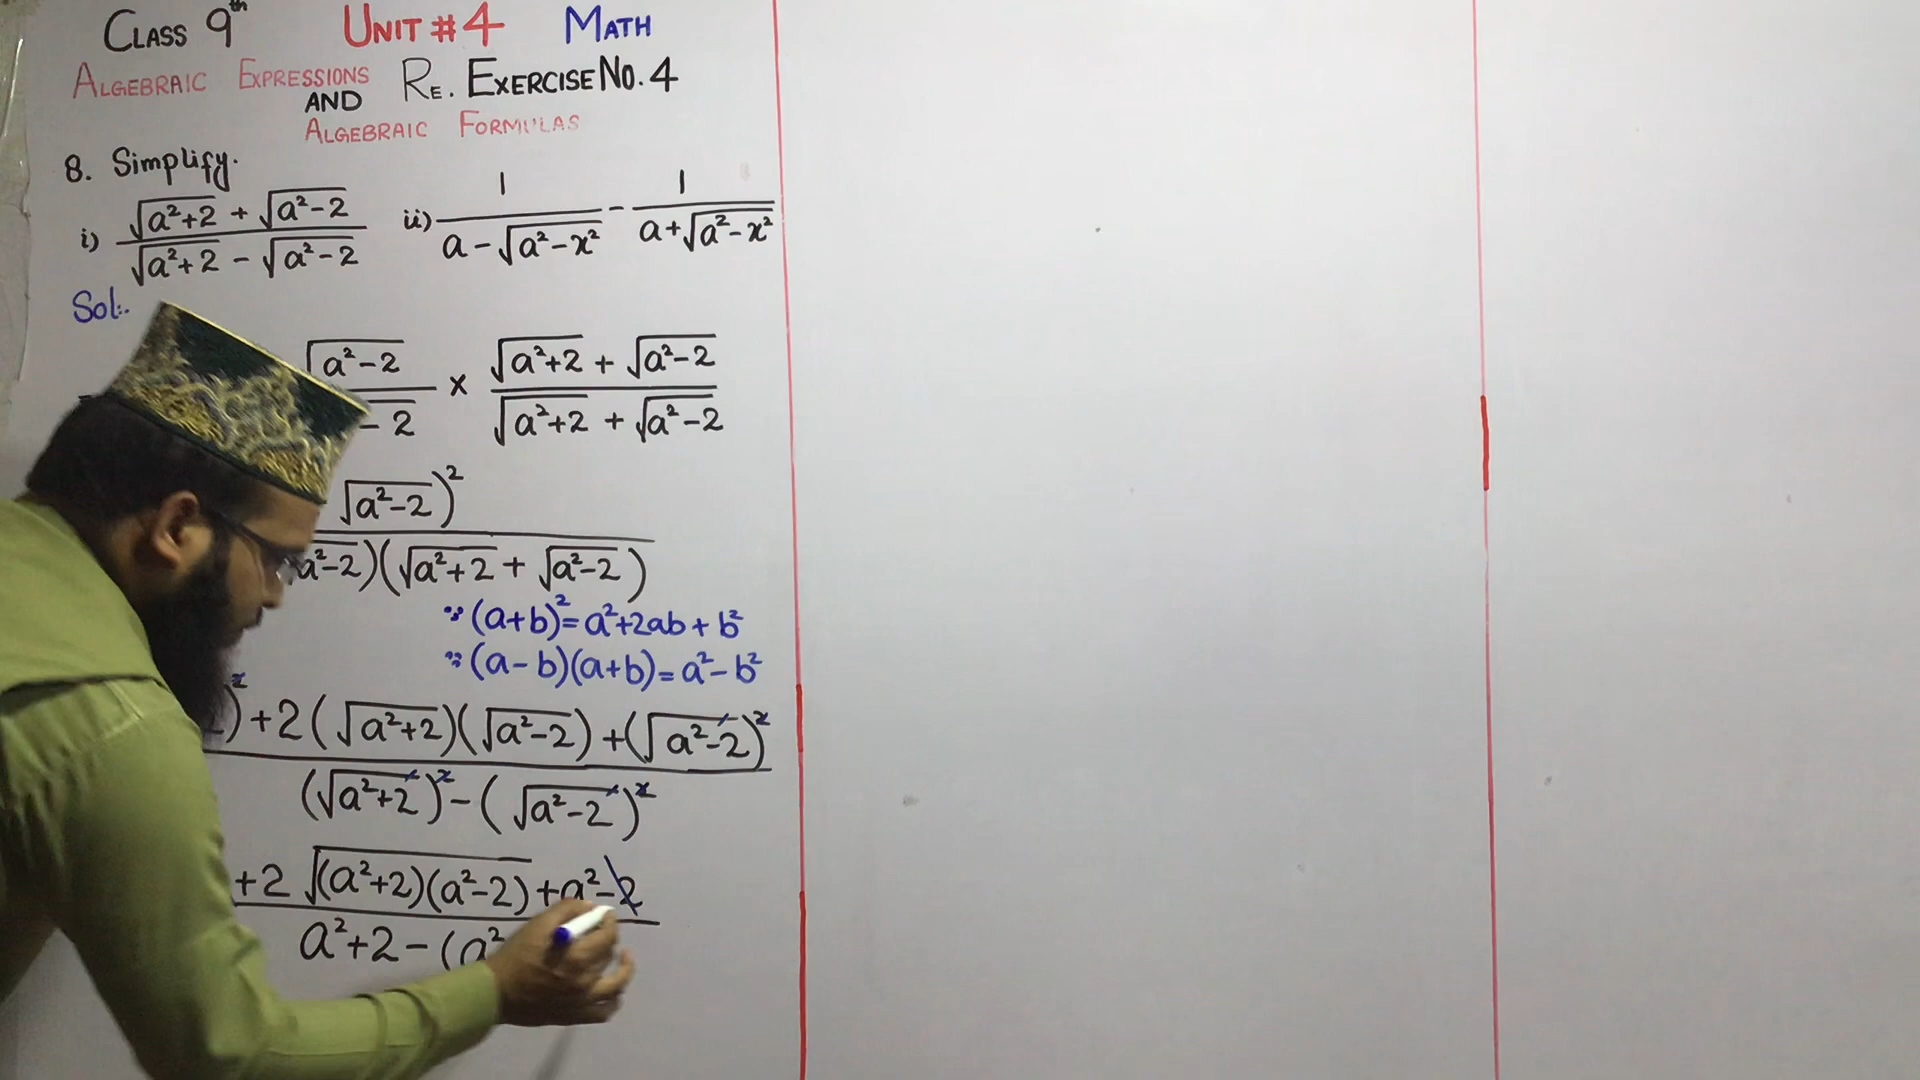 CLASS 9th UNIT #4 MATH
ALGEBRAIC EXPRESSIONS RE. EXERCISE NO. 4
AND
ALGEBRAIC FORMULAS
8. Simplify.
i) (√(a²+2) + √(a²-2)) / (√(a²+2) - √(a²-2)) ii) 1/(a-√(a²-x²)) - 1/(a+√(a²-x²))
Sol:.
√(a²-2) / -2 × (√(a²+2) + √(a²-2)) / (√(a²+2) + √(a²-2))
√(a²-2))²
a²-2)(√(a²+2) + √(a²-2))
∵ (a+b)² = a²+2ab+b²
∵ (a-b)(a+b) = a²-b²
)²+2(√(a²+2))(√(a²-2))+(√(a²-2))²
(√(a²+2))²-(√(a²-2))²
+2√((a²+2)(a²-2))+a²-2
a²+2-(a²